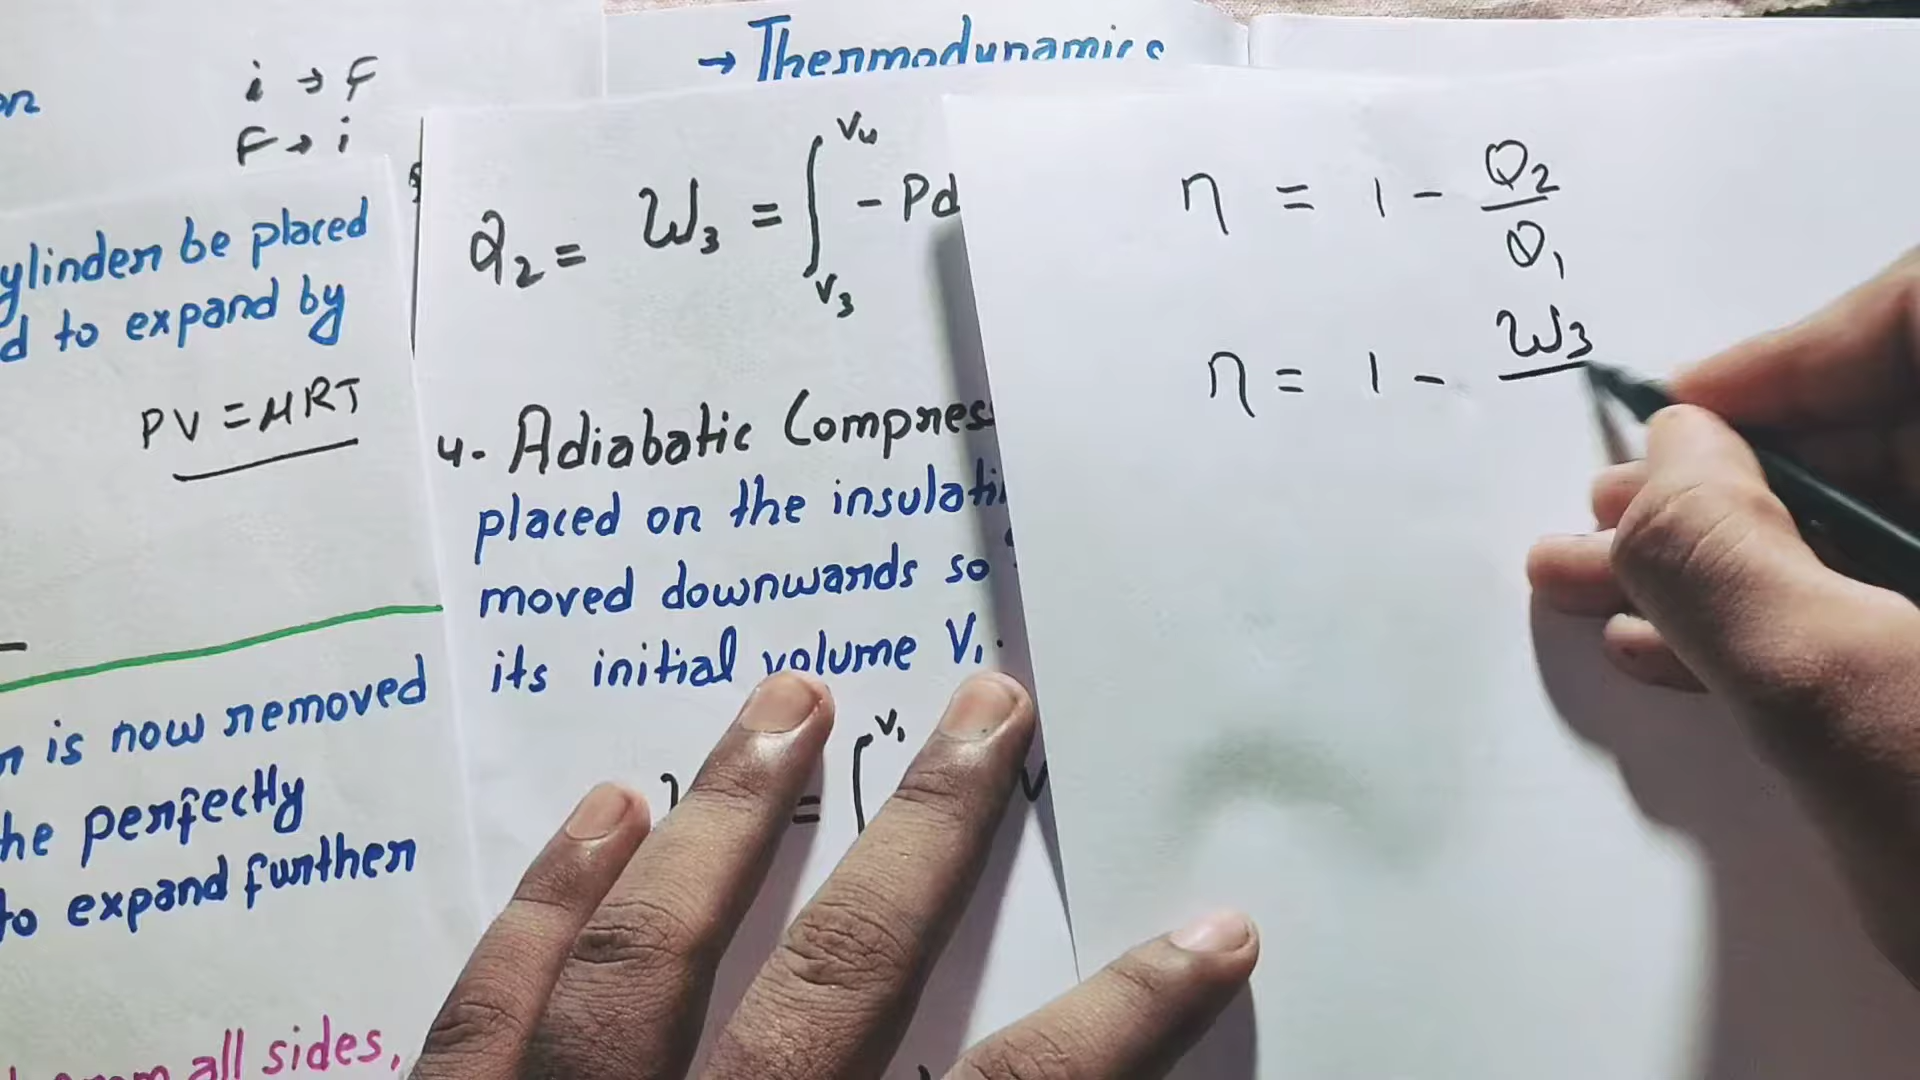 → Thermodynamics
i → F
F → i
ylinder be placed
d to expand by
PV = μRT
n is now removed
he perfectly
to expand further
all sides,
Q₂ = W₃ = ∫ V₃ V₄ - Pd
4. Adiabatic Compres
placed on the insulati
moved downwards so
its initial volume V₁.
= ∫ V₁
η = 1 - Q₂/Q₁
η = 1 - W₃